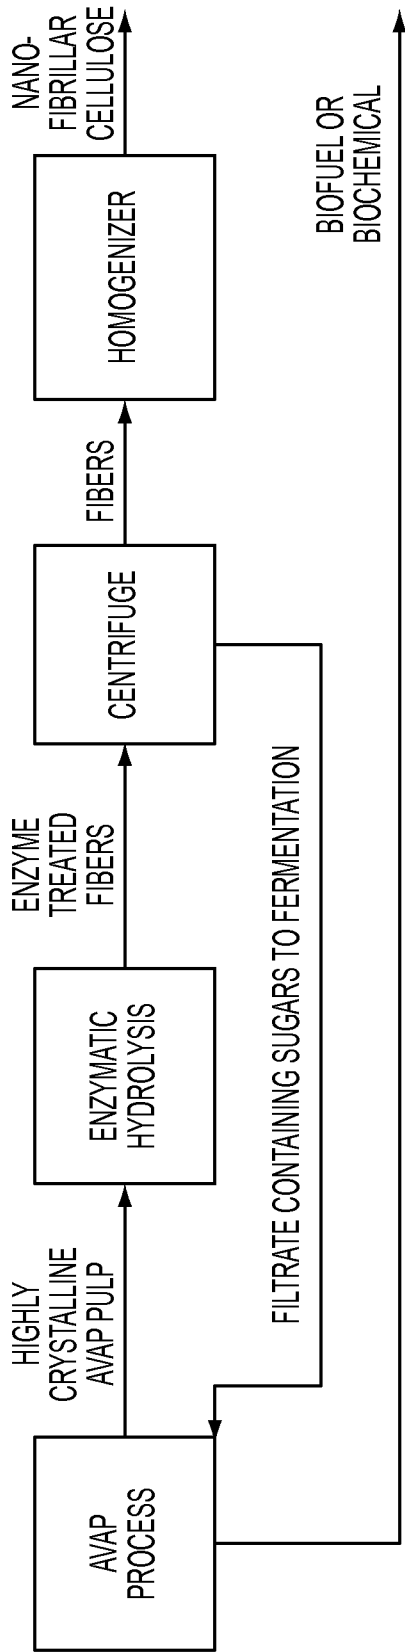 AVAP
PROCESS
HIGHLY
CRYSTALLINE
AVAP PULP
ENZYMATIC
HYDROLYSIS
ENZYME
TREATED
FIBERS
CENTRIFUGE
FIBERS
HOMOGENIZER
NANO-
FIBRILLAR
CELLULOSE
FILTRATE CONTAINING SUGARS TO FERMENTATION
BIOFUEL OR
BIOCHEMICAL